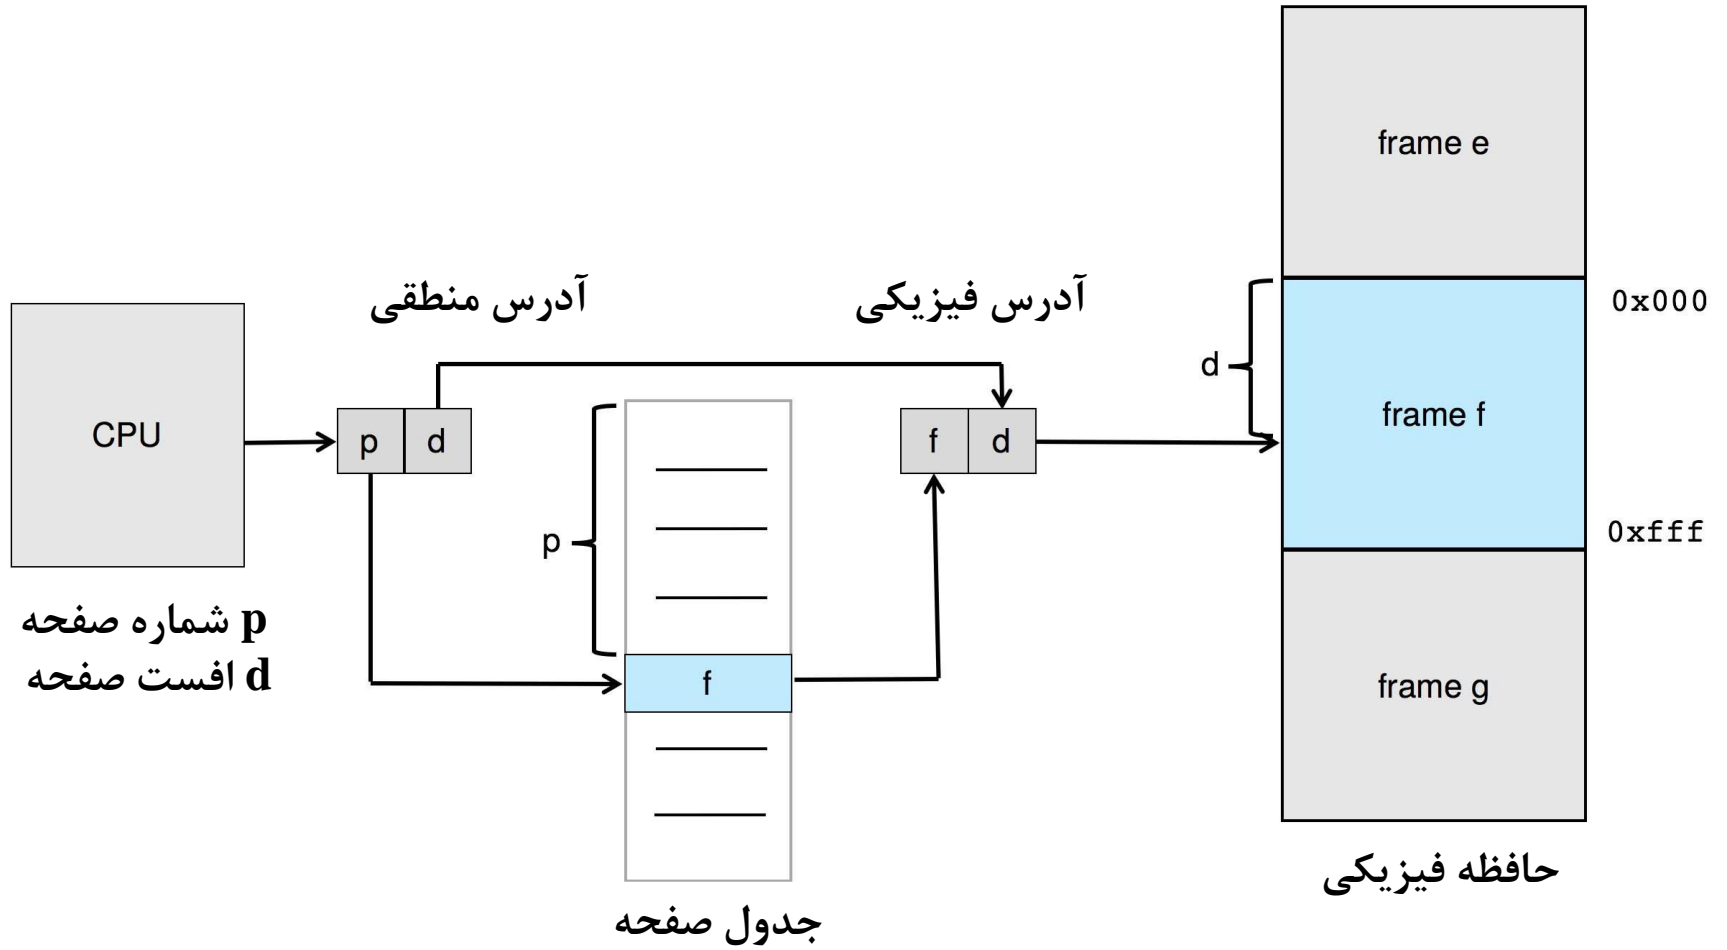 frame e
آدرس منطقی
آدرس فیزیکی
0x000
d
frame f
CPU
p d
f d
0xfff
p
p شماره صفحه
d افست صفحه
f
frame g
حافظه فیزیکی
جدول صفحه